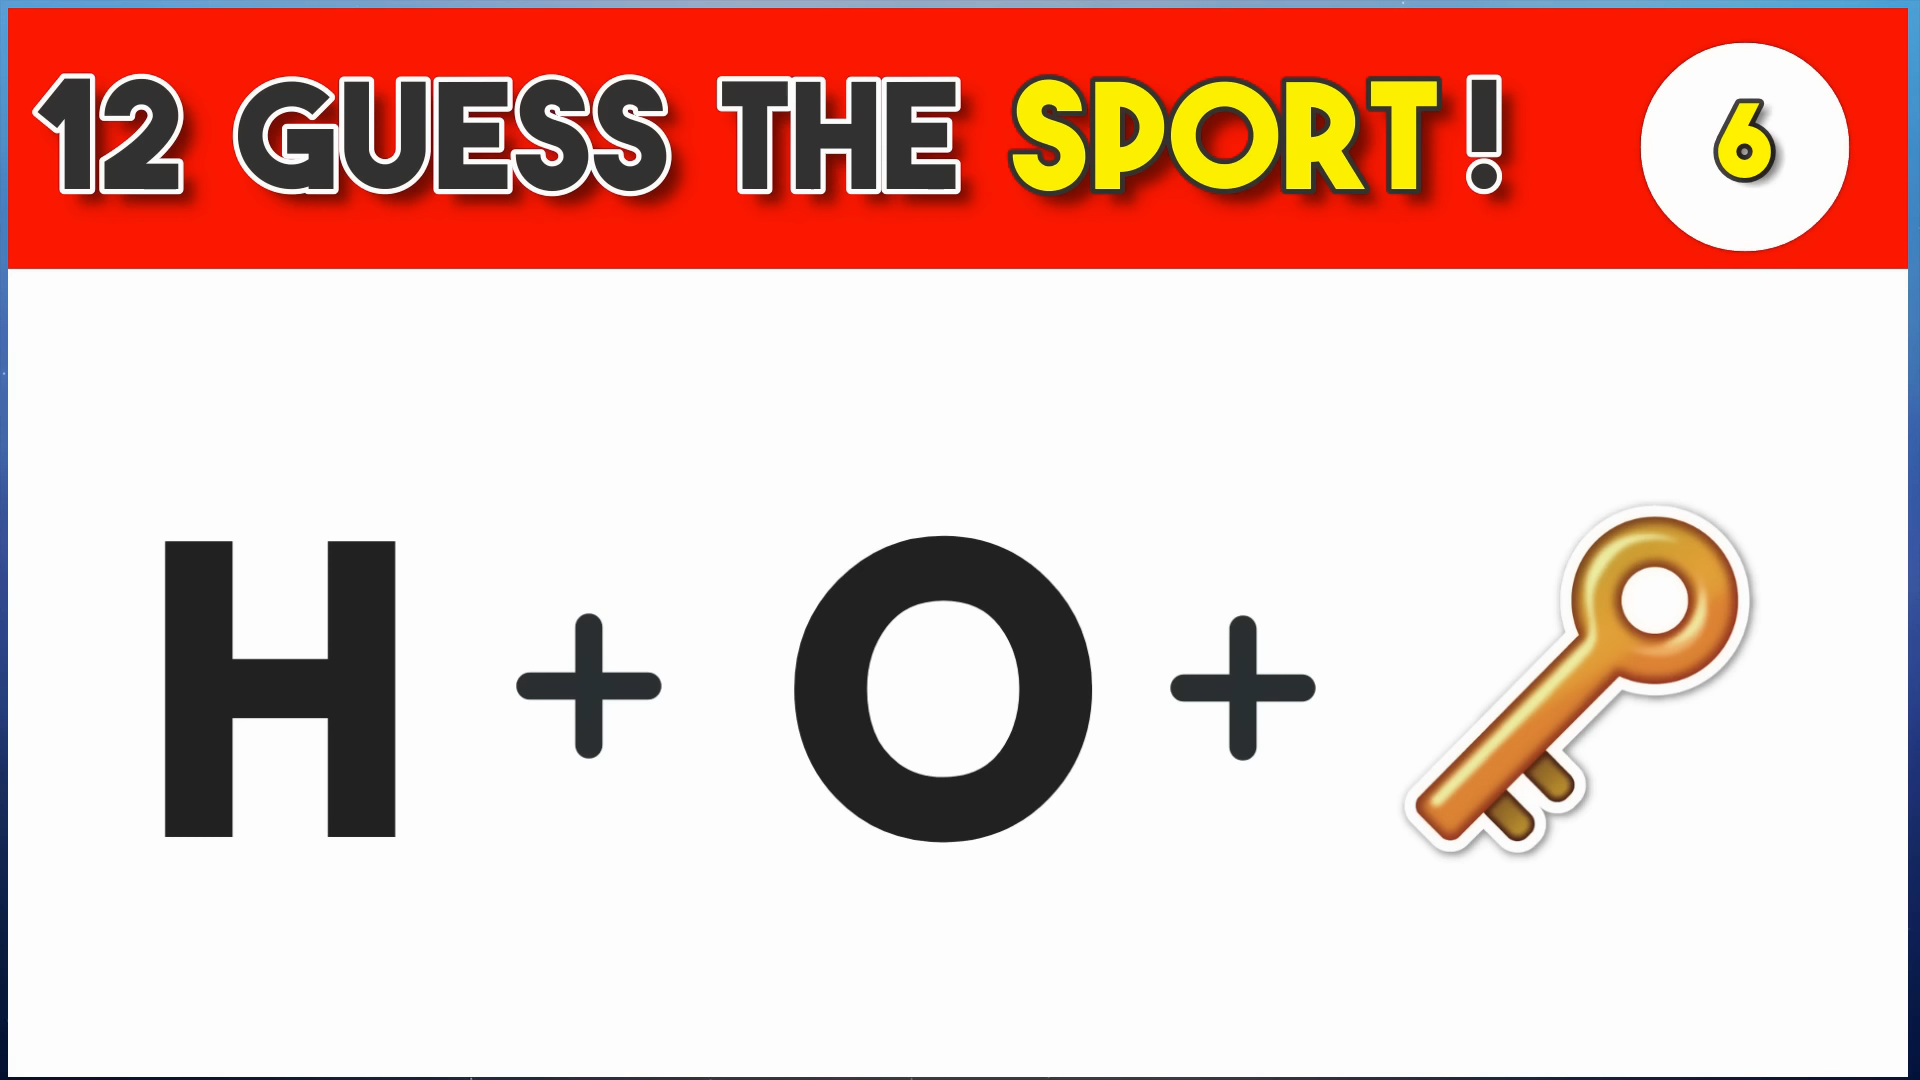 12 GUESS THE SPORT! 6
H + O +